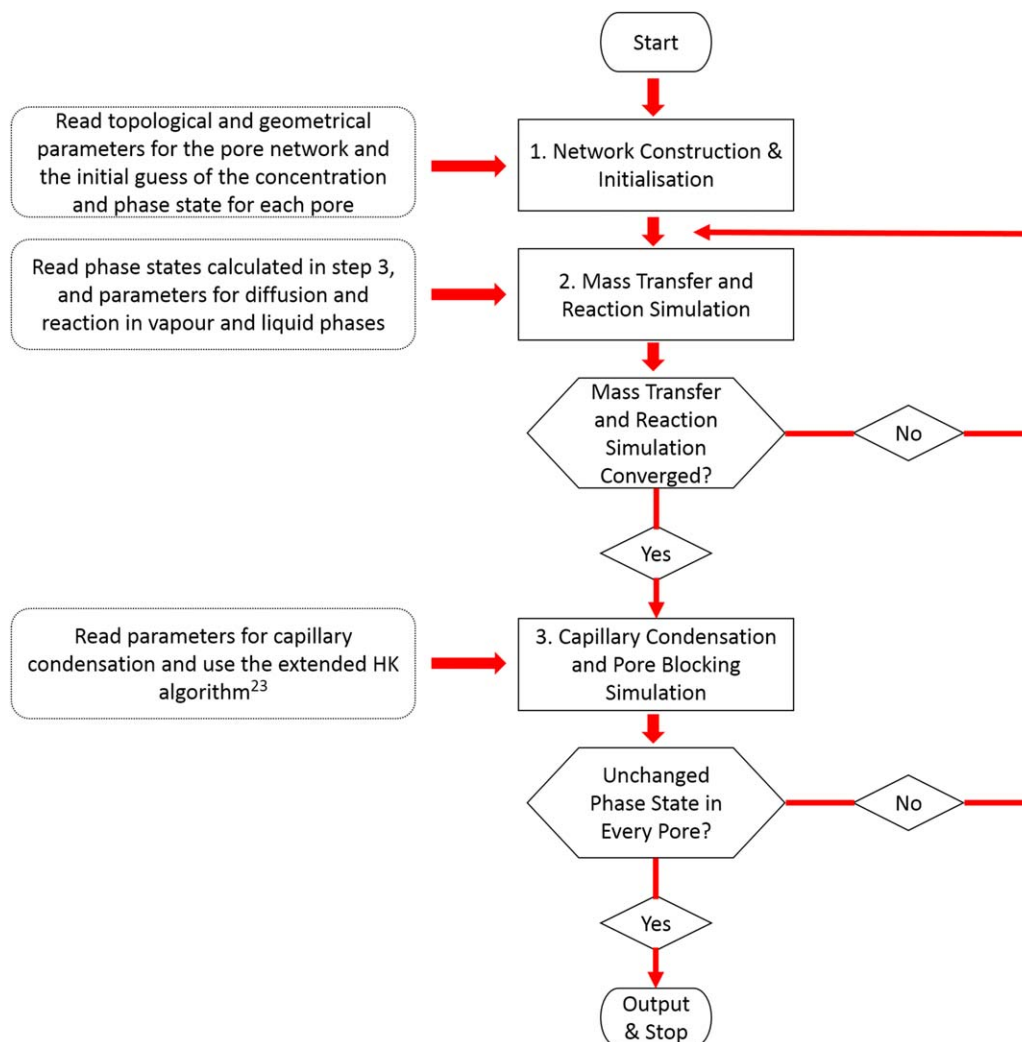 Start
Read topological and geometrical
parameters for the pore network and
the initial guess of the concentration
and phase state for each pore
1. Network Construction &
Initialisation
Read phase states calculated in step 3,
and parameters for diffusion and
reaction in vapour and liquid phases
2. Mass Transfer and
Reaction Simulation
Mass Transfer
and Reaction
Simulation
Converged?
No
Yes
Read parameters for capillary
condensation and use the extended HK
algorithm²³
3. Capillary Condensation
and Pore Blocking
Simulation
Unchanged
Phase State in
Every Pore?
No
Yes
Output
& Stop